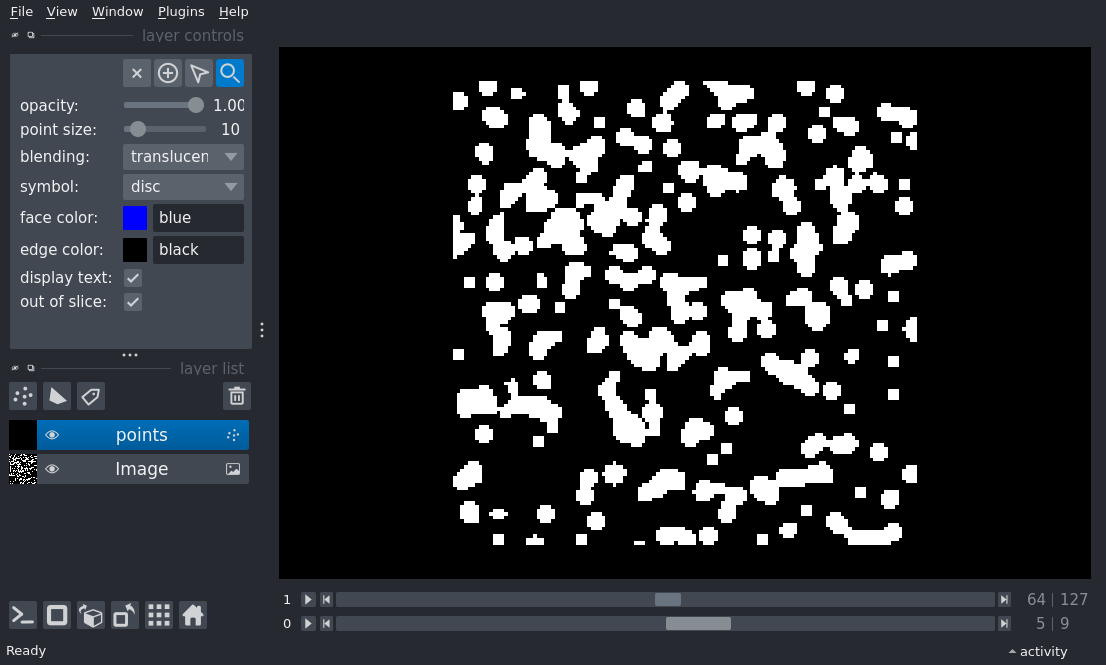 File View Window Plugins Help
layer controls
opacity: 1.00
point size: 10
blending: translucen
symbol: disc
face color: blue
edge color: black
display text:
out of slice:
layer list
points
Image
1 64 | 127
0 5 | 9
Ready activity